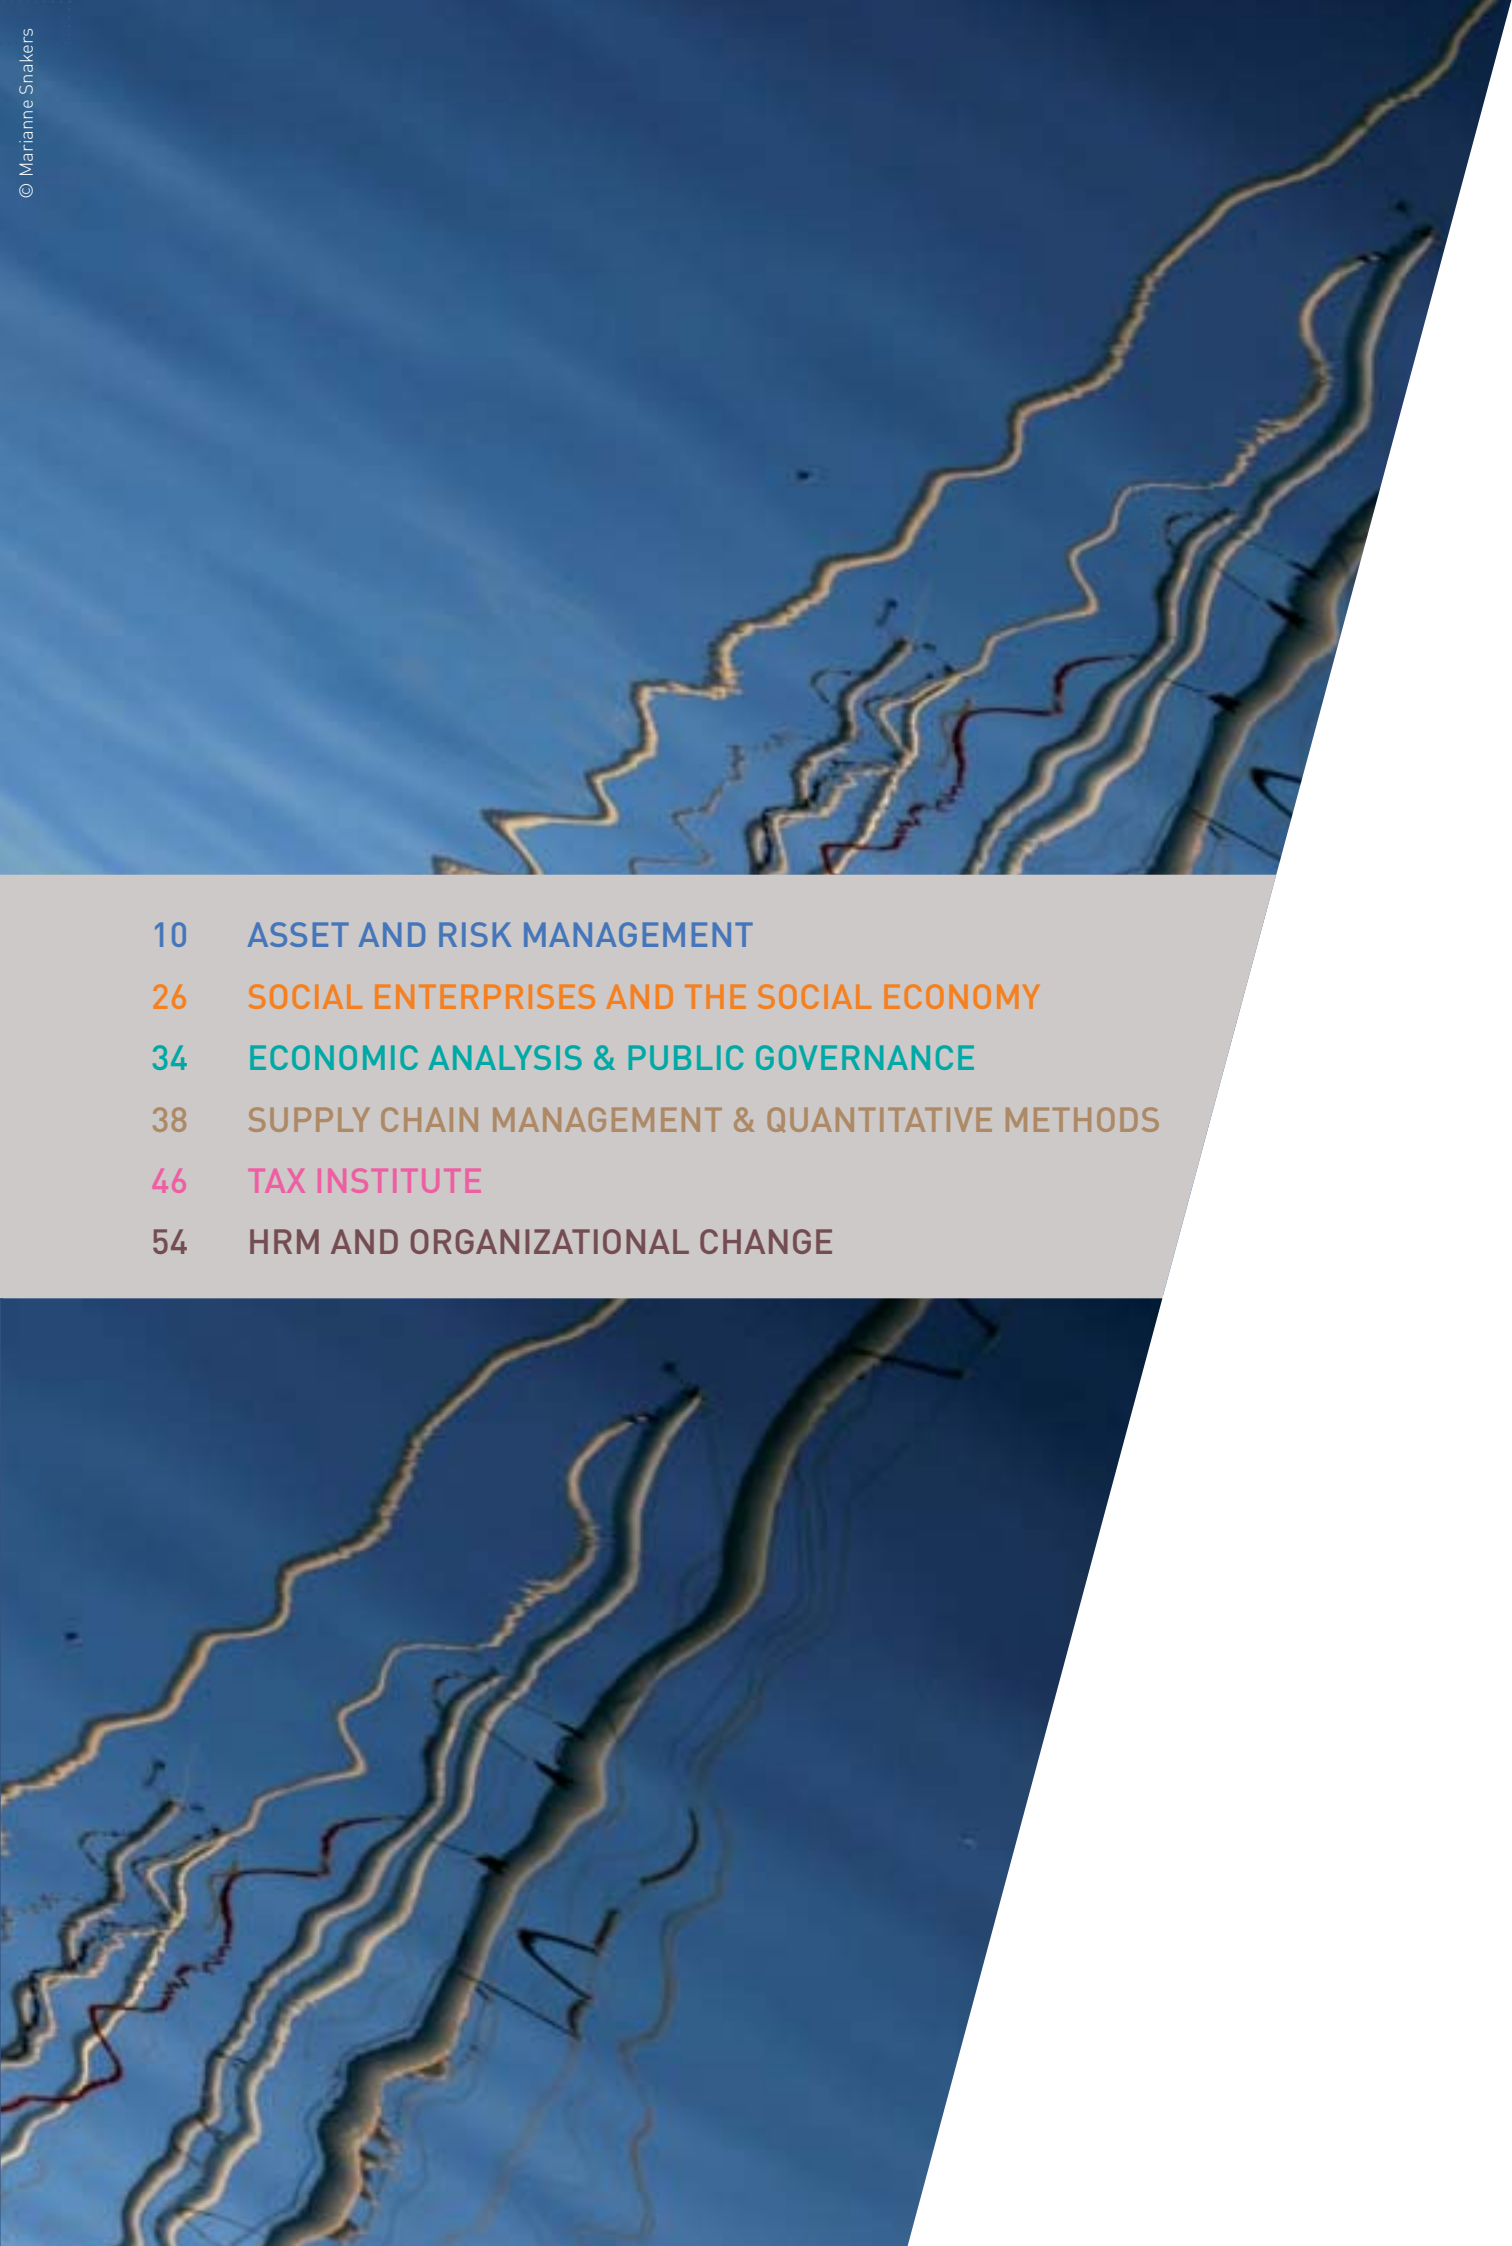 © Marianne Snakers
10 ASSET AND RISK MANAGEMENT
26 SOCIAL ENTERPRISES AND THE SOCIAL ECONOMY
34 ECONOMIC ANALYSIS & PUBLIC GOVERNANCE
38 SUPPLY CHAIN MANAGEMENT & QUANTITATIVE METHODS
46 TAX INSTITUTE
54 HRM AND ORGANIZATIONAL CHANGE